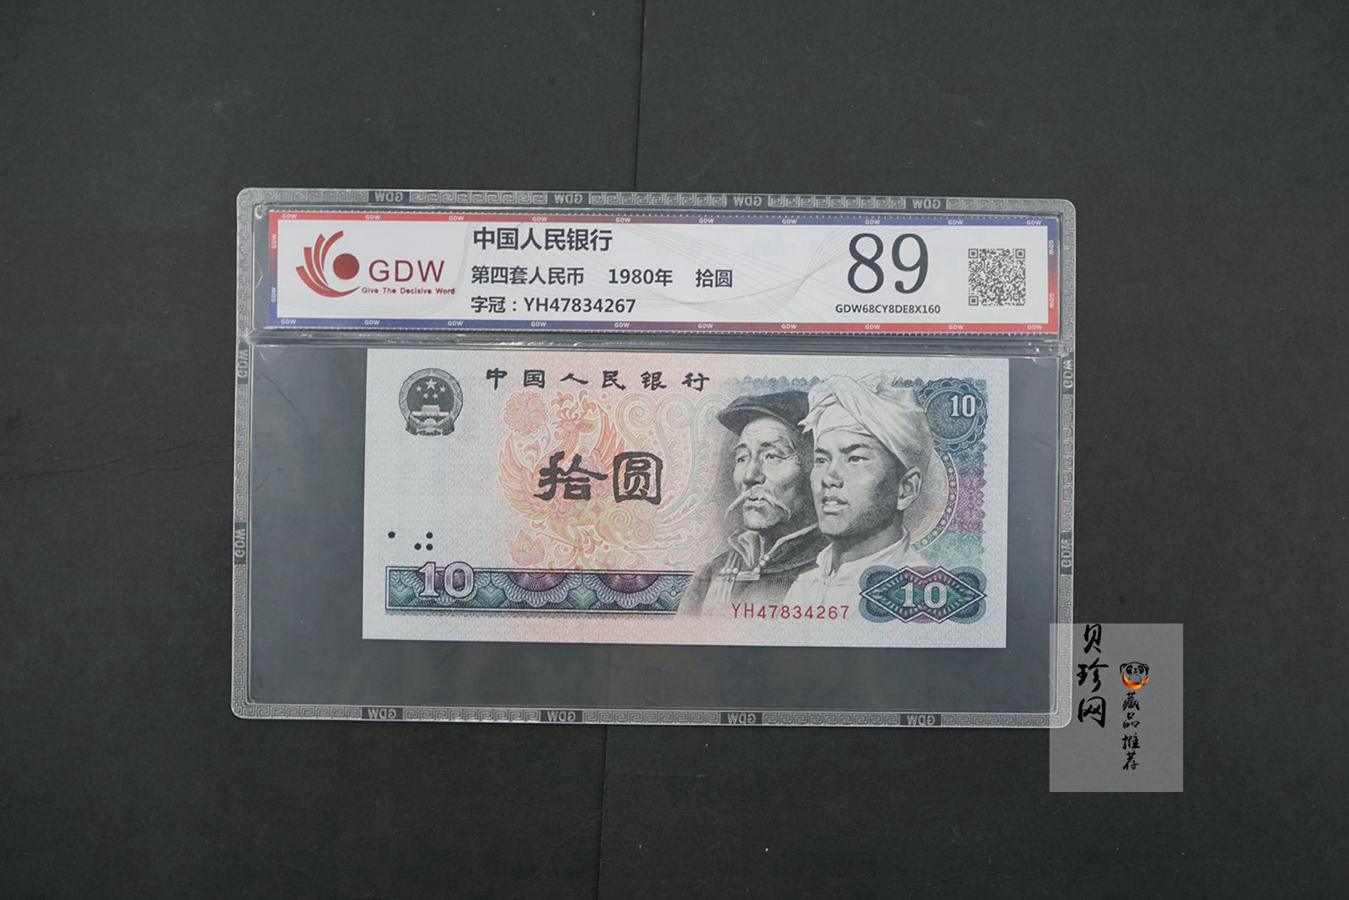 GDW
Give The Decisive Word
中国人民银行
第四套人民币 1980年 拾圆
字冠：YH47834267
89
GDW68CY8DE8X160
中国人民银行
10
拾圆
10
YH47834267
10
贝珍网
藏品推荐